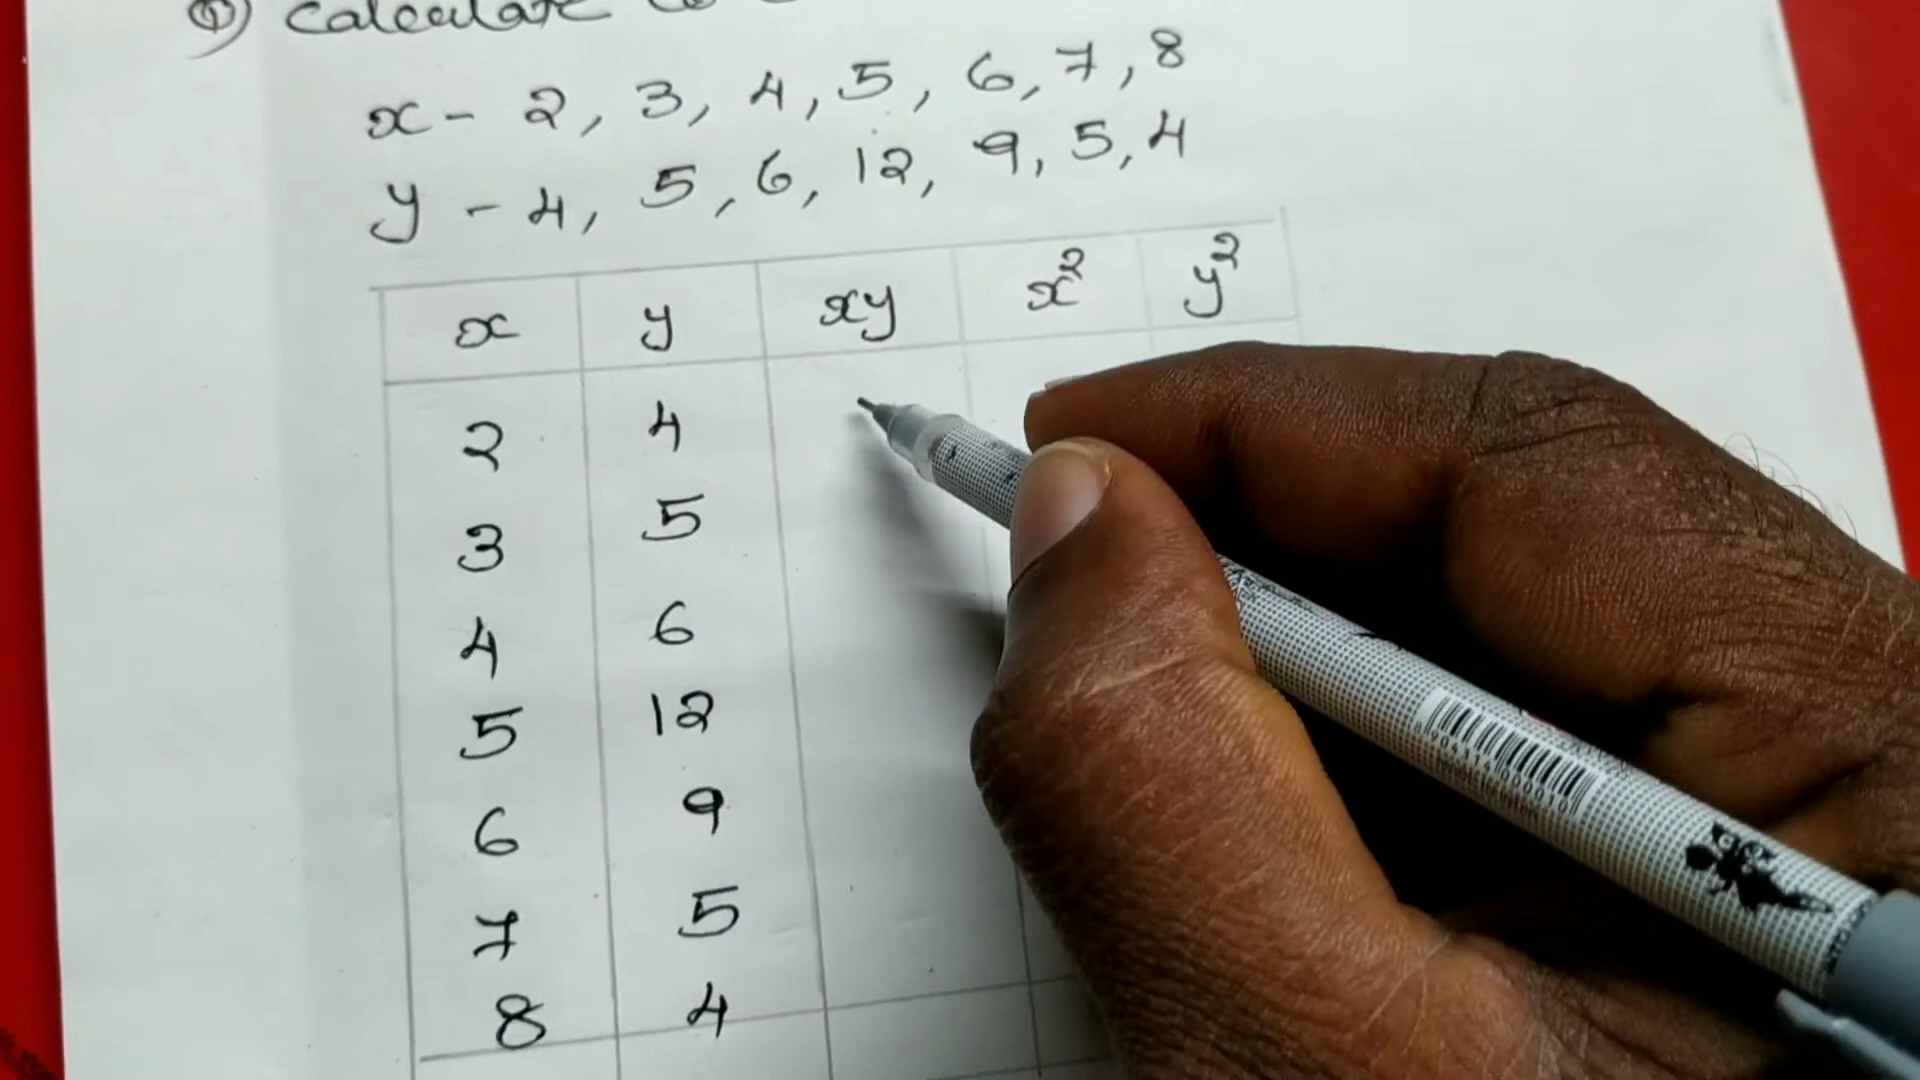 ① Calculate
x - 2, 3, 4, 5, 6, 7, 8
y - 4, 5, 6, 12, 9, 5, 4
x y xy x² y²
2 4
3 5
4 6
5 12
6 9
7 5
8 4